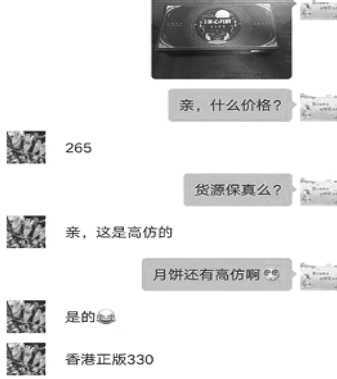 亲，什么价格？
265
货源保真么？
亲，这是高仿的
月饼还有高仿啊
是的
香港正版330